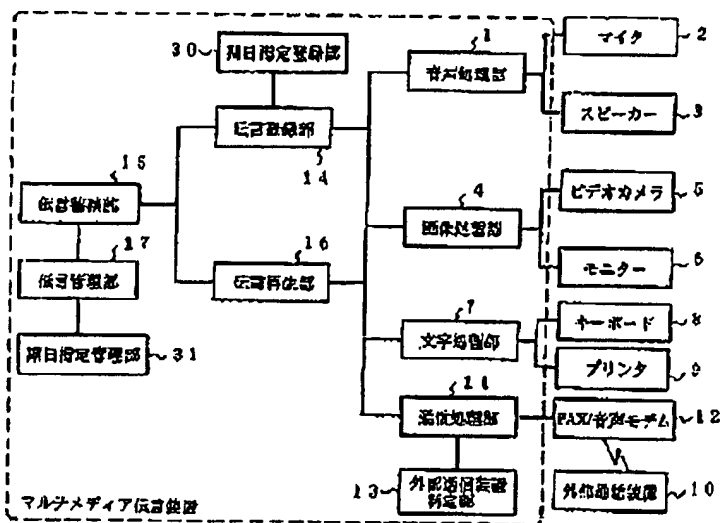 30
期日指定登録部
1
音声処理部
マイク
2
伝言登録部
14
スピーカー
3
15
伝言蓄積部
4
画像処理部
ビデオカメラ
5
17
伝言管理部
16
伝言再生部
モニター
6
7
文字処理部
キーボード
8
期日指定管理部
31
プリンタ
9
11
通信処理部
FAX/音声モデム
12
13
外部通信装置
判定部
外部通信装置
10
マルチメディア伝言装置